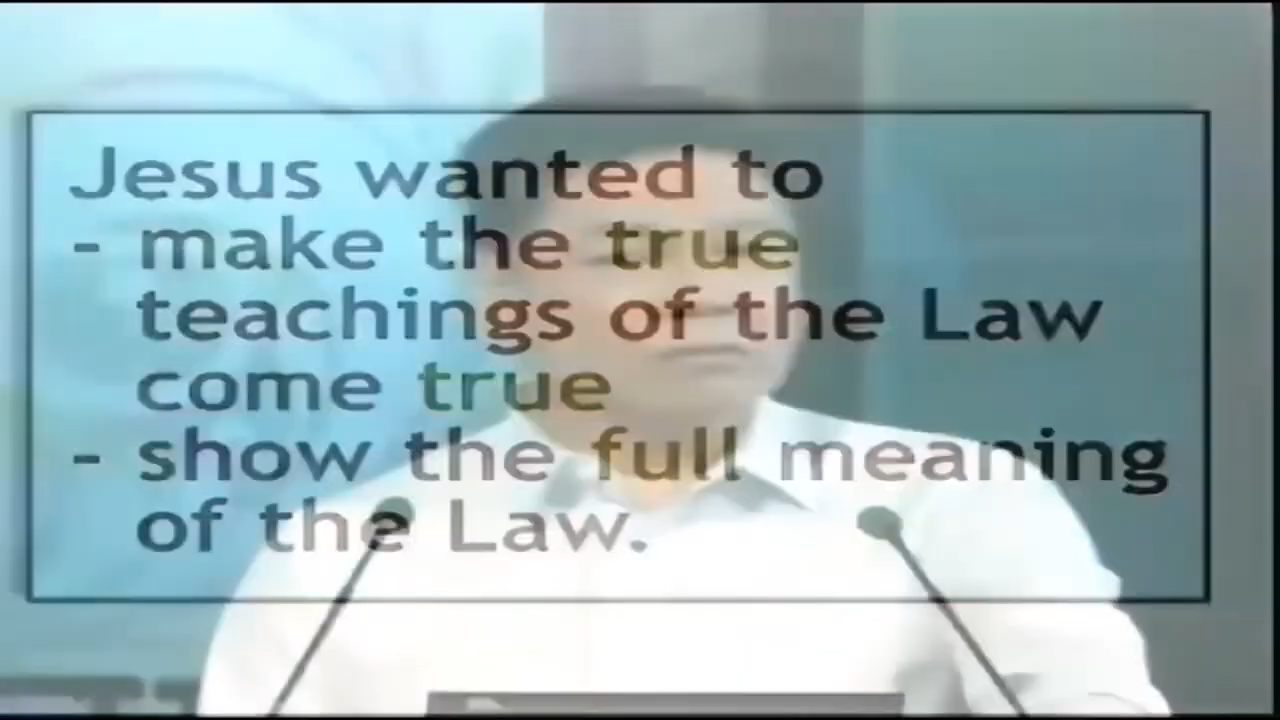 Jesus wanted to
- make the true
teachings of the Law
come true
- show the full meaning
of the Law.